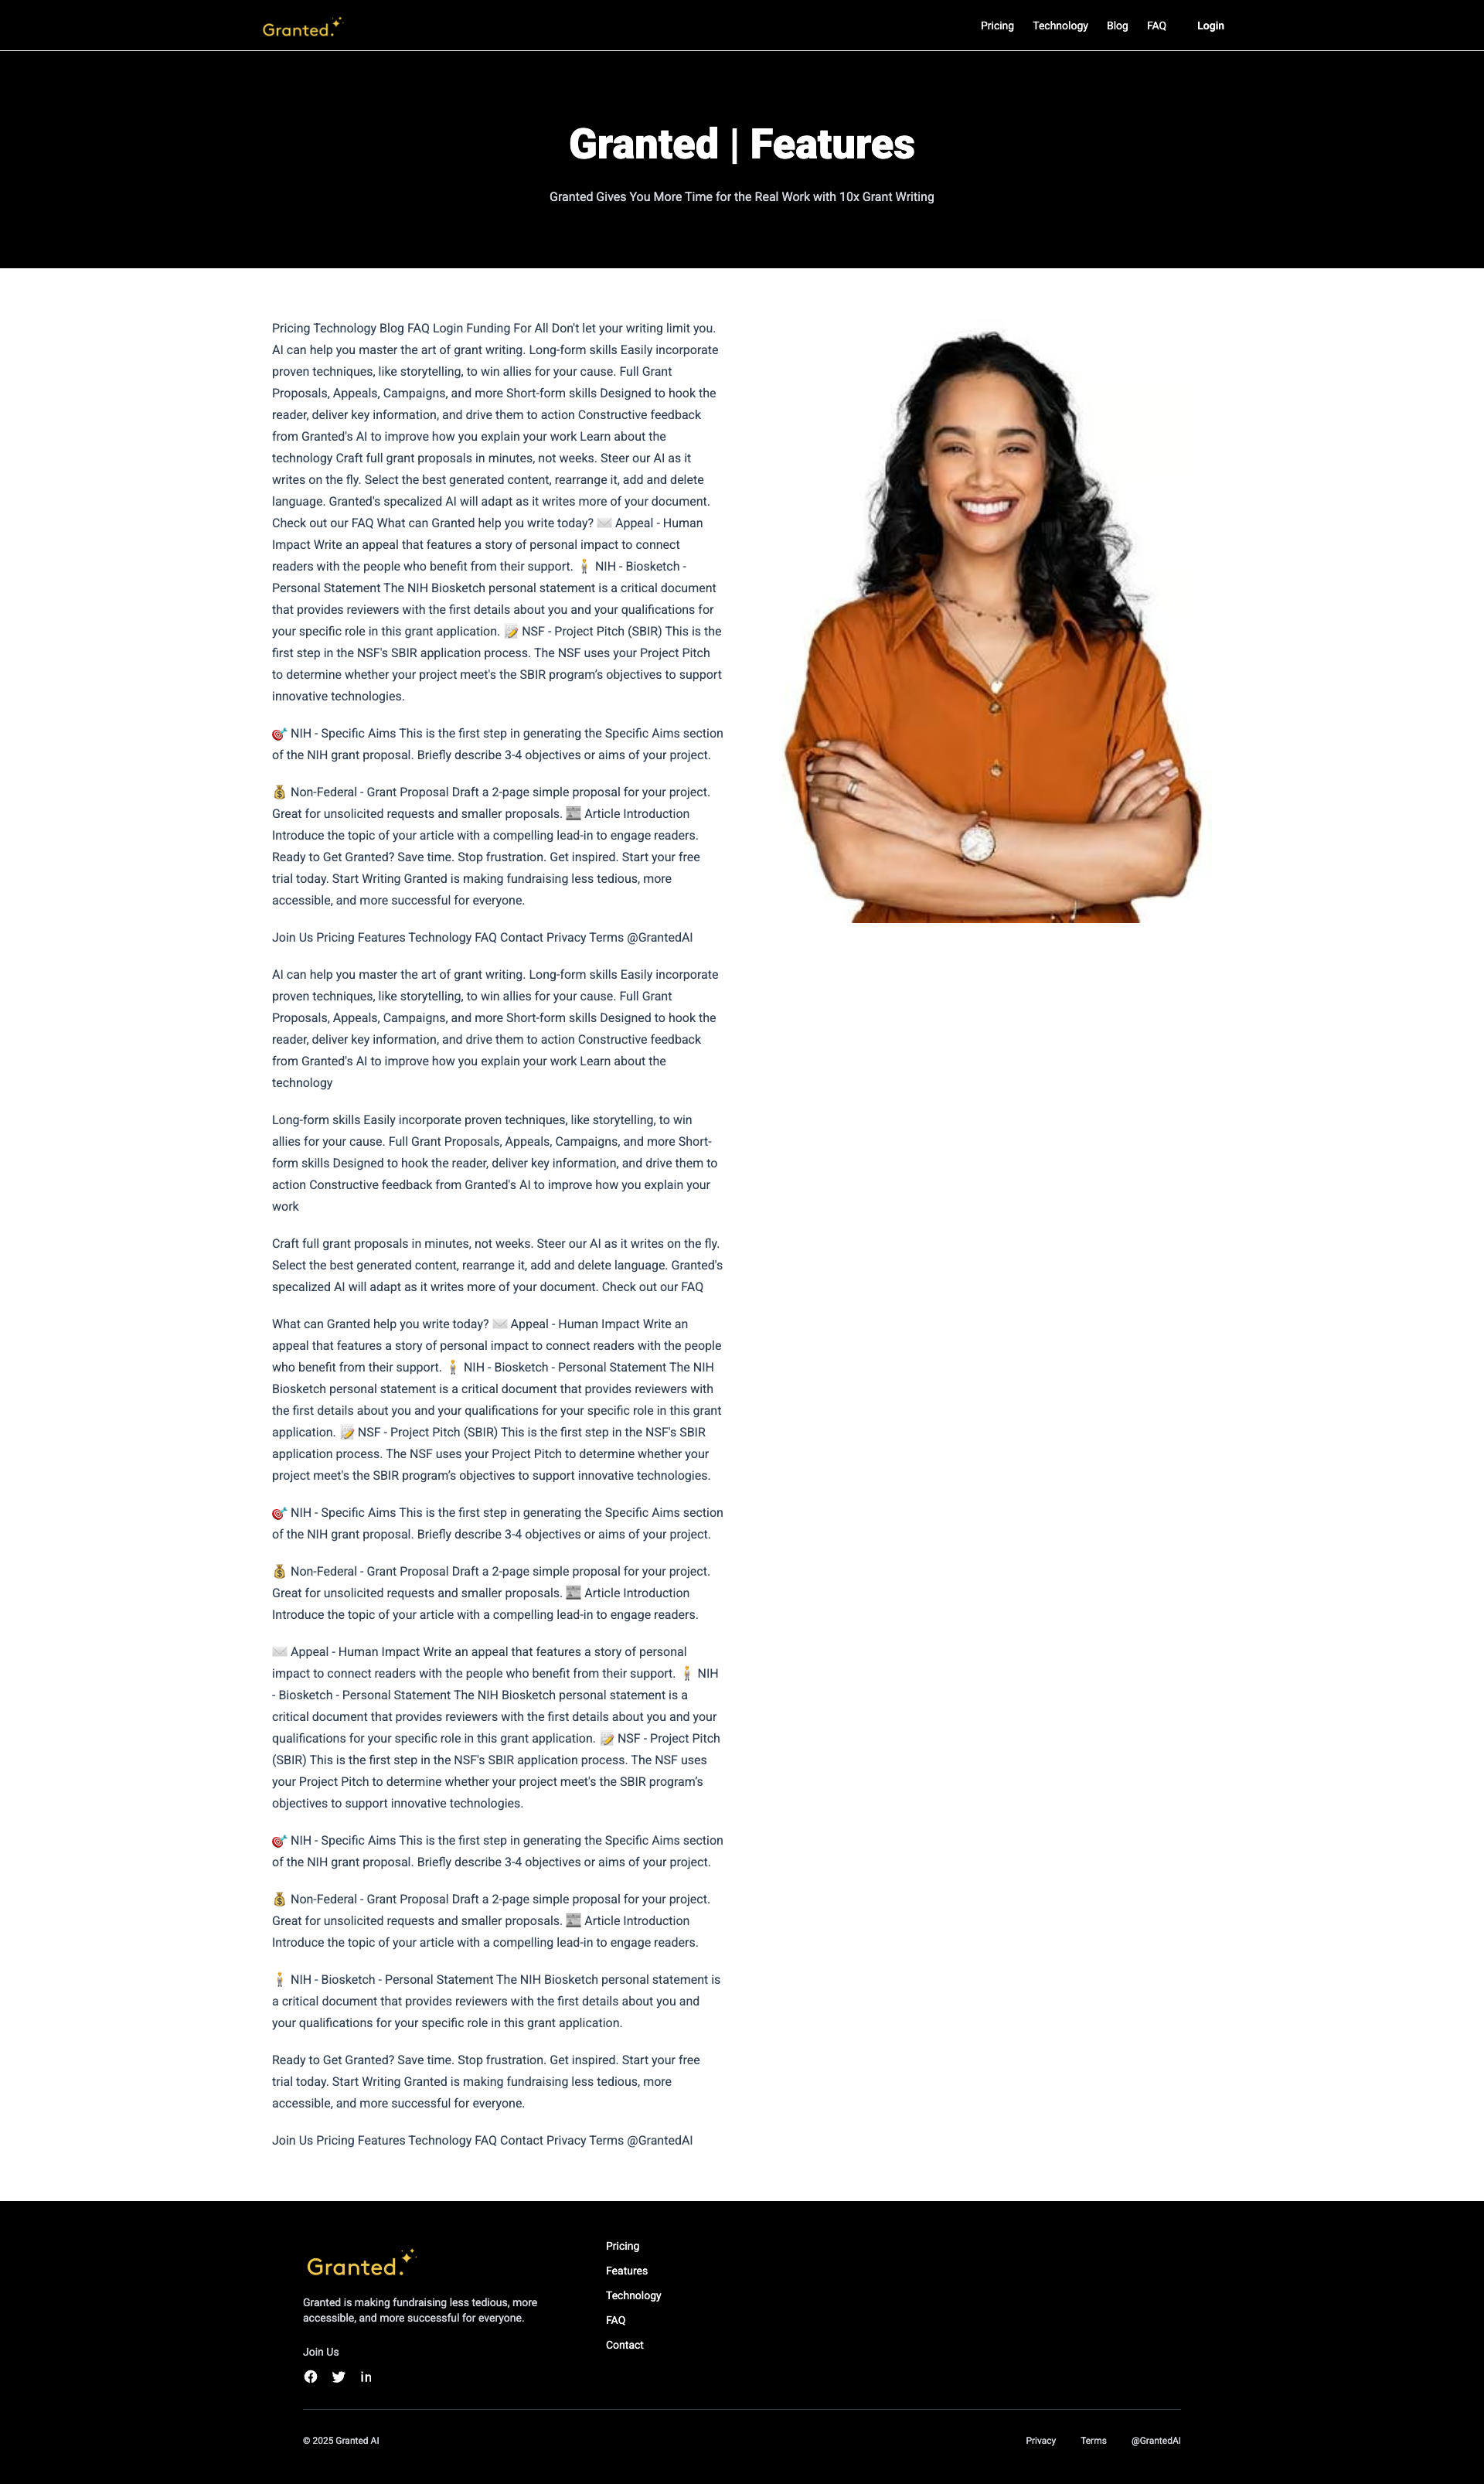 Granted.
Pricing Technology Blog FAQ Login
Granted | Features
Granted Gives You More Time for the Real Work with 10x Grant Writing
Pricing Technology Blog FAQ Login Funding For All Don't let your writing limit you.
AI can help you master the art of grant writing. Long-form skills Easily incorporate
proven techniques, like storytelling, to win allies for your cause. Full Grant
Proposals, Appeals, Campaigns, and more Short-form skills Designed to hook the
reader, deliver key information, and drive them to action Constructive feedback
from Granted's AI to improve how you explain your work Learn about the
technology Craft full grant proposals in minutes, not weeks. Steer our AI as it
writes on the fly. Select the best generated content, rearrange it, add and delete
language. Granted's specalized AI will adapt as it writes more of your document.
Check out our FAQ What can Granted help you write today? ✉️ Appeal - Human
Impact Write an appeal that features a story of personal impact to connect
readers with the people who benefit from their support. 🧍 NIH - Biosketch -
Personal Statement The NIH Biosketch personal statement is a critical document
that provides reviewers with the first details about you and your qualifications for
your specific role in this grant application. 📝 NSF - Project Pitch (SBIR) This is the
first step in the NSF's SBIR application process. The NSF uses your Project Pitch
to determine whether your project meet's the SBIR program’s objectives to support
innovative technologies.
🎯 NIH - Specific Aims This is the first step in generating the Specific Aims section
of the NIH grant proposal. Briefly describe 3-4 objectives or aims of your project.
💰 Non-Federal - Grant Proposal Draft a 2-page simple proposal for your project.
Great for unsolicited requests and smaller proposals. 📰 Article Introduction
Introduce the topic of your article with a compelling lead-in to engage readers.
Ready to Get Granted? Save time. Stop frustration. Get inspired. Start your free
trial today. Start Writing Granted is making fundraising less tedious, more
accessible, and more successful for everyone.
Join Us Pricing Features Technology FAQ Contact Privacy Terms @GrantedAI
AI can help you master the art of grant writing. Long-form skills Easily incorporate
proven techniques, like storytelling, to win allies for your cause. Full Grant
Proposals, Appeals, Campaigns, and more Short-form skills Designed to hook the
reader, deliver key information, and drive them to action Constructive feedback
from Granted's AI to improve how you explain your work Learn about the
technology
Long-form skills Easily incorporate proven techniques, like storytelling, to win
allies for your cause. Full Grant Proposals, Appeals, Campaigns, and more Short-
form skills Designed to hook the reader, deliver key information, and drive them to
action Constructive feedback from Granted's AI to improve how you explain your
work
Craft full grant proposals in minutes, not weeks. Steer our AI as it writes on the fly.
Select the best generated content, rearrange it, add and delete language. Granted's
specalized AI will adapt as it writes more of your document. Check out our FAQ
What can Granted help you write today? ✉️ Appeal - Human Impact Write an
appeal that features a story of personal impact to connect readers with the people
who benefit from their support. 🧍 NIH - Biosketch - Personal Statement The NIH
Biosketch personal statement is a critical document that provides reviewers with
the first details about you and your qualifications for your specific role in this grant
application. 📝 NSF - Project Pitch (SBIR) This is the first step in the NSF's SBIR
application process. The NSF uses your Project Pitch to determine whether your
project meet's the SBIR program’s objectives to support innovative technologies.
🎯 NIH - Specific Aims This is the first step in generating the Specific Aims section
of the NIH grant proposal. Briefly describe 3-4 objectives or aims of your project.
💰 Non-Federal - Grant Proposal Draft a 2-page simple proposal for your project.
Great for unsolicited requests and smaller proposals. 📰 Article Introduction
Introduce the topic of your article with a compelling lead-in to engage readers.
✉️ Appeal - Human Impact Write an appeal that features a story of personal
impact to connect readers with the people who benefit from their support. 🧍 NIH
- Biosketch - Personal Statement The NIH Biosketch personal statement is a
critical document that provides reviewers with the first details about you and your
qualifications for your specific role in this grant application. 📝 NSF - Project Pitch
(SBIR) This is the first step in the NSF's SBIR application process. The NSF uses
your Project Pitch to determine whether your project meet's the SBIR program’s
objectives to support innovative technologies.
🎯 NIH - Specific Aims This is the first step in generating the Specific Aims section
of the NIH grant proposal. Briefly describe 3-4 objectives or aims of your project.
💰 Non-Federal - Grant Proposal Draft a 2-page simple proposal for your project.
Great for unsolicited requests and smaller proposals. 📰 Article Introduction
Introduce the topic of your article with a compelling lead-in to engage readers.
🧍 NIH - Biosketch - Personal Statement The NIH Biosketch personal statement is
a critical document that provides reviewers with the first details about you and
your qualifications for your specific role in this grant application.
Ready to Get Granted? Save time. Stop frustration. Get inspired. Start your free
trial today. Start Writing Granted is making fundraising less tedious, more
accessible, and more successful for everyone.
Join Us Pricing Features Technology FAQ Contact Privacy Terms @GrantedAI
Granted.
Granted is making fundraising less tedious, more
accessible, and more successful for everyone.
Join Us
Pricing
Features
Technology
FAQ
Contact
© 2025 Granted AI
Privacy Terms @GrantedAI